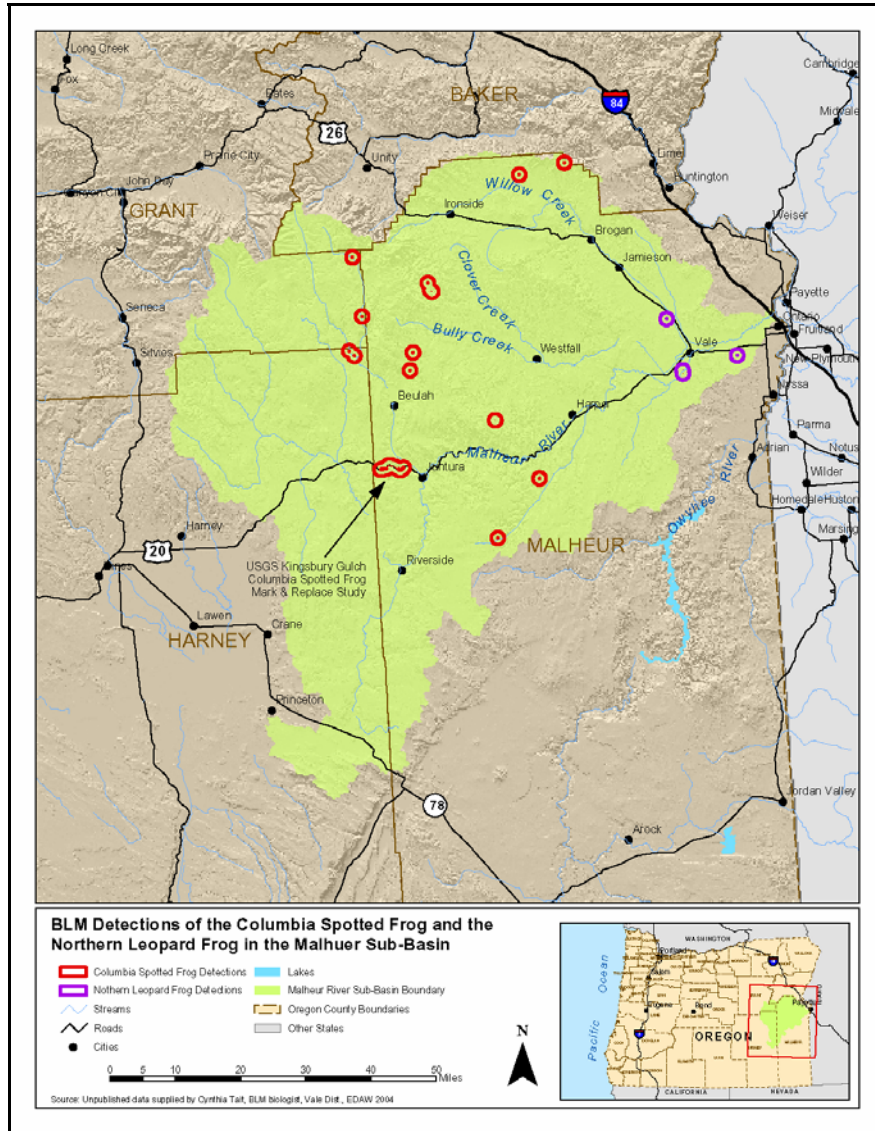 Long Creek
Fox
Bates
BAKER
84
Cambridge
Midvale
26
Prairie City
Unity
Lime
Huntington
John Day
Canyon City
GRANT
Willow Creek
Ironside
Weiser
Brogan
Jamieson
Clover Creek
Payette
Seneca
Ontario
Fruitland
Bully Creek
Vale
New Plymouth
Silvies
Westfall
Nyssa
Beulah
Harper
Parma
Malheur River
Adrian
Notus
Juntura
Wilder
Owyhee River
Homedale
Huston
Harney
Marsing
20
MALHEUR
USGS Kingsbury Gulch
Columbia Spotted Frog
Mark & Replace Study
Riverside
Lawen
Crane
HARNEY
Princeton
78
Jordan Valley
Arock
BLM Detections of the Columbia Spotted Frog and the
Northern Leopard Frog in the Malhuer Sub-Basin
Columbia Spotted Frog Detections
Lakes
Nothern Leopard Frog Detections
Malheur River Sub-Basin Boundary
Streams
Oregon County Boundaries
Roads
Other States
Cities
N
0 5 10 20 30 40 50
Miles
Source: Unpublished data supplied by Cynthia Tait, BLM biologist, Vale Dist., EDAW 2004
WASHINGTON
Portland
Salem
Eugene
Bend
Pacific Ocean
OREGON
CALIFORNIA
NEVADA